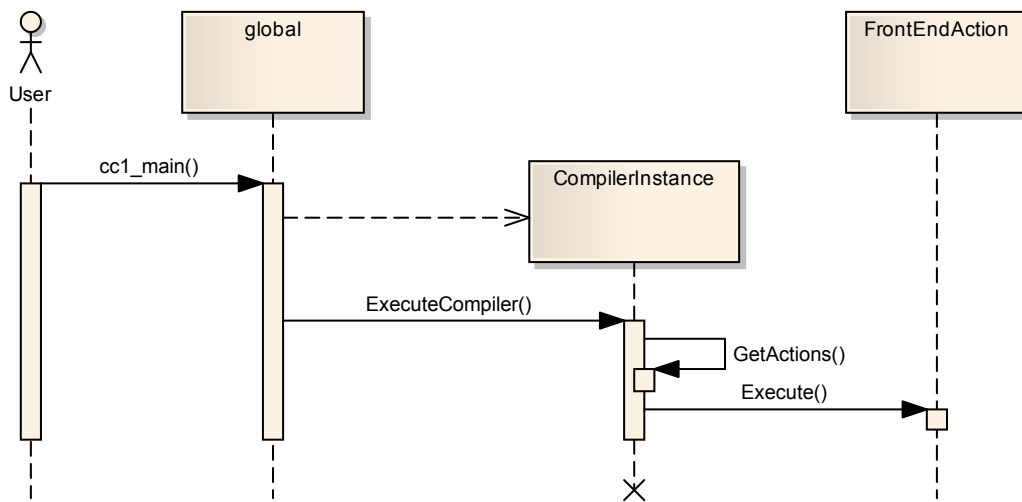 global
FrontEndAction
User
cc1_main()
CompilerInstance
ExecuteCompiler()
GetActions()
Execute()